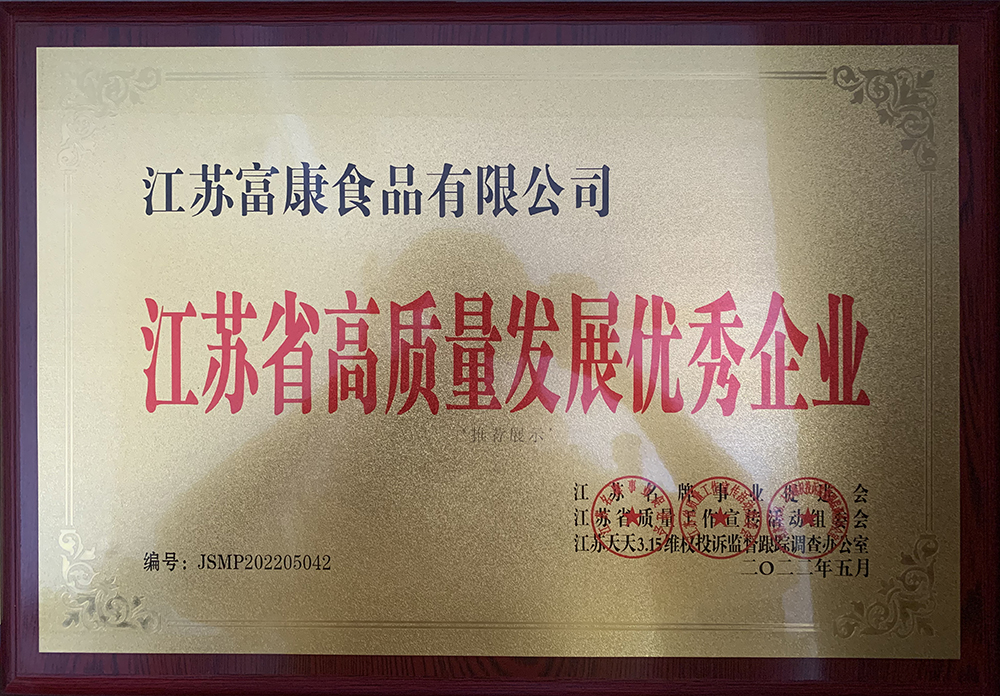 江苏富康食品有限公司
江苏省高质量发展优秀企业
"推荐展示"
江苏名牌事业促进会
江苏省质量工作宣传活动组委会
江苏天天3.15维权投诉监督跟踪调查办公室
二〇二二年五月
编号：JSMP202205042